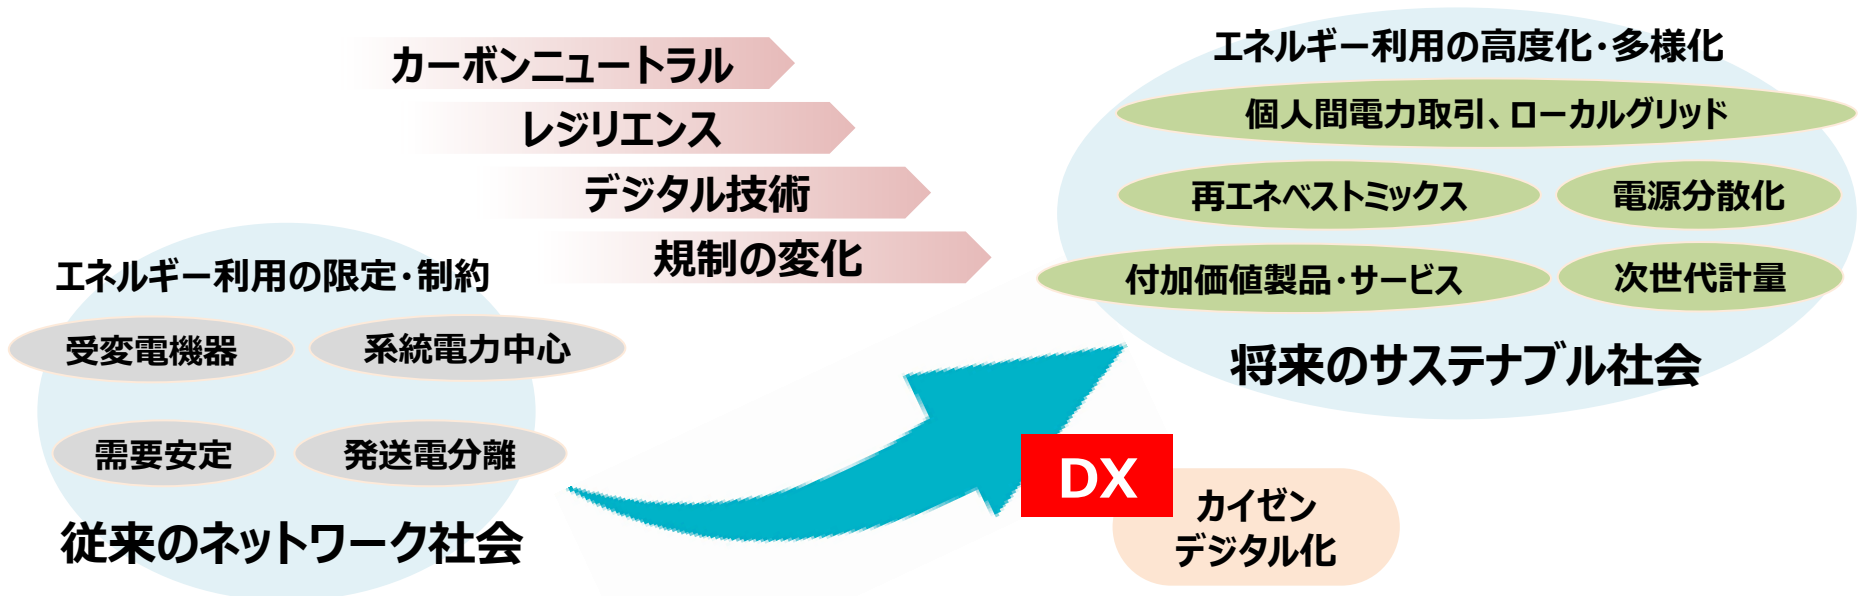 カーボンニュートラル
レジリエンス
デジタル技術
規制の変化
エネルギー利用の限定・制約
受変電機器
系統電力中心
需要安定
発送電分離
従来のネットワーク社会
エネルギー利用の高度化・多様化
個人間電力取引、ローカルグリッド
再エネベストミックス
電源分散化
付加価値製品・サービス
次世代計量
将来のサステナブル社会
DX
カイゼン
デジタル化